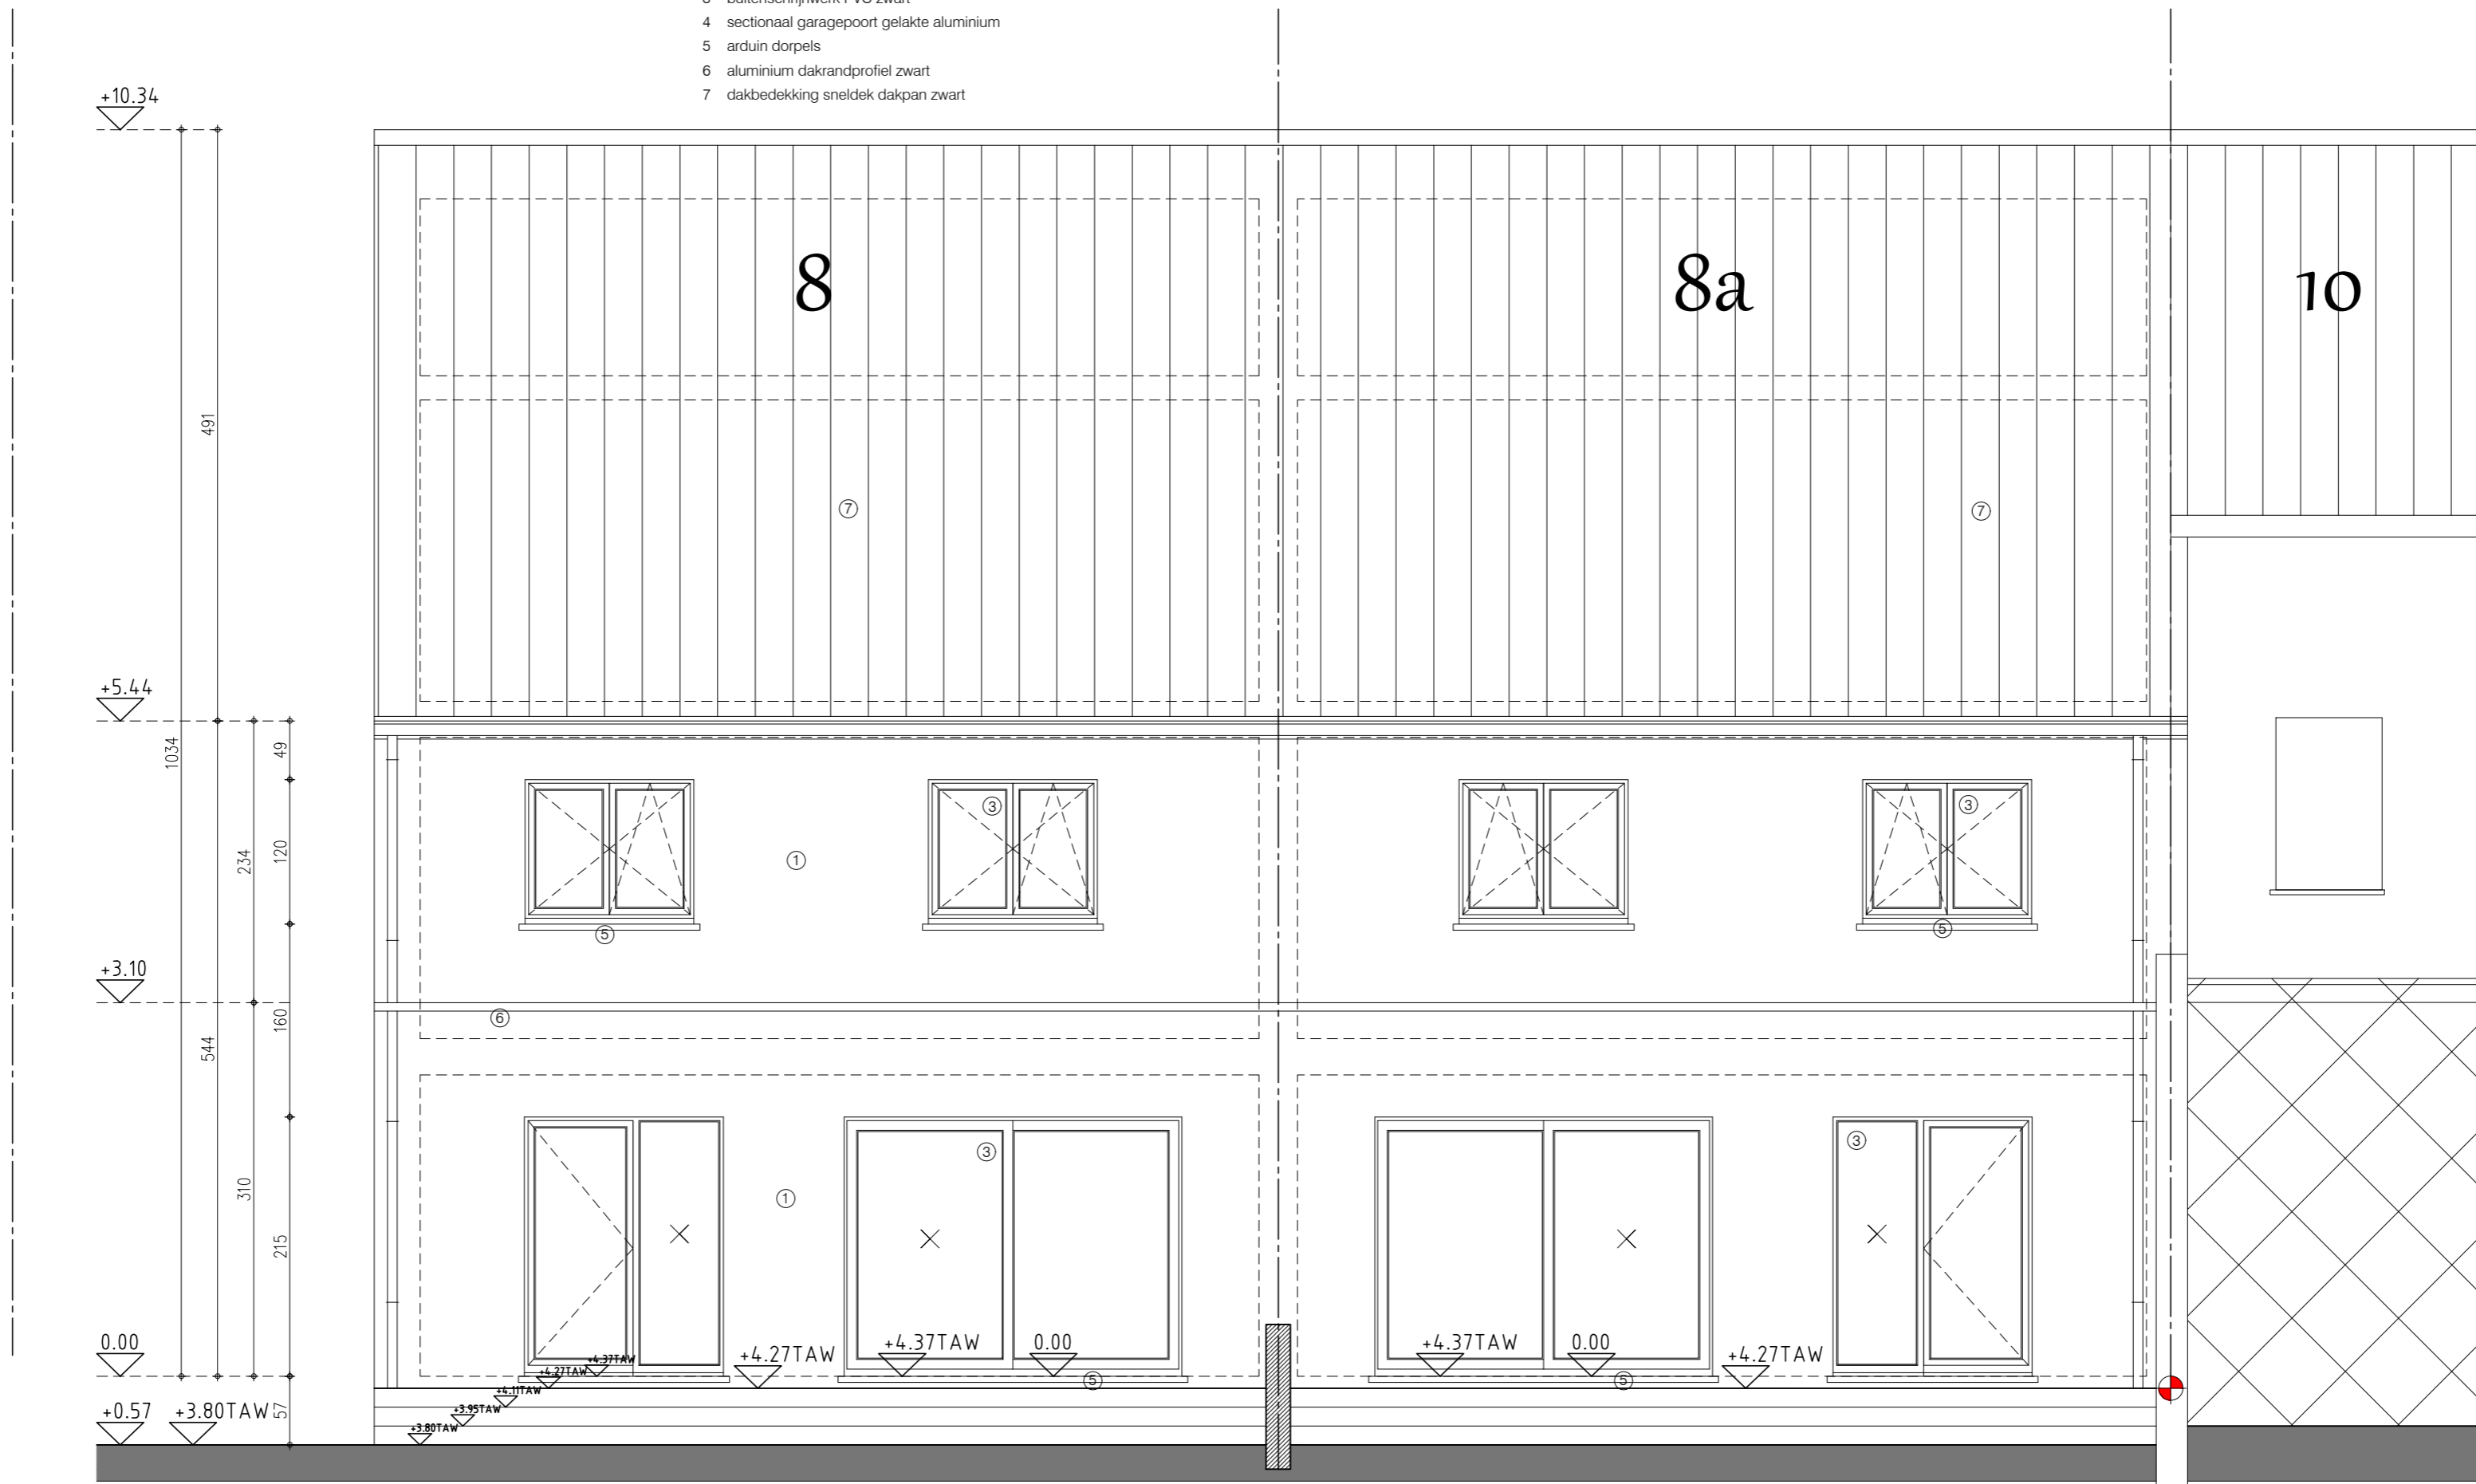 3 buitenschrijnwerk PVC zwart
4 sectionaal garagepoort gelakte aluminium
5 arduin dorpels
6 aluminium dakrandprofiel zwart
7 dakbedekking sneldek dakpan zwart
+10.34
8 8a 10
491
7 7
+5.44
1034
49
3 3
234
120
1
5 5
+3.10
6
160
544
3 3
310
1
215
0.00
+4.37TAW
+4.27TAW
+4.27TAW
+4.37TAW 0.00
+4.37TAW 0.00
+4.27TAW
5 5
+4.11TAW
+3.95TAW
+3.80TAW
+0.57 +3.80TAW
57